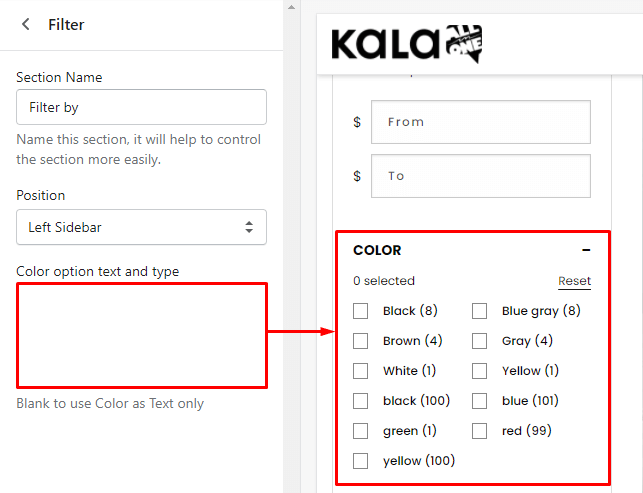 Filter
Section Name
Filter by
Name this section, it will help to control
the section more easily.
Position
Left Sidebar
Color option text and type
Blank to use Color as Text only
KALA ALL
ONE
$ From
$ To
COLOR
0 selected Reset
Black (8) Blue gray (8)
Brown (4) Gray (4)
White (1) Yellow (1)
black (100) blue (101)
green (1) red (99)
yellow (100)